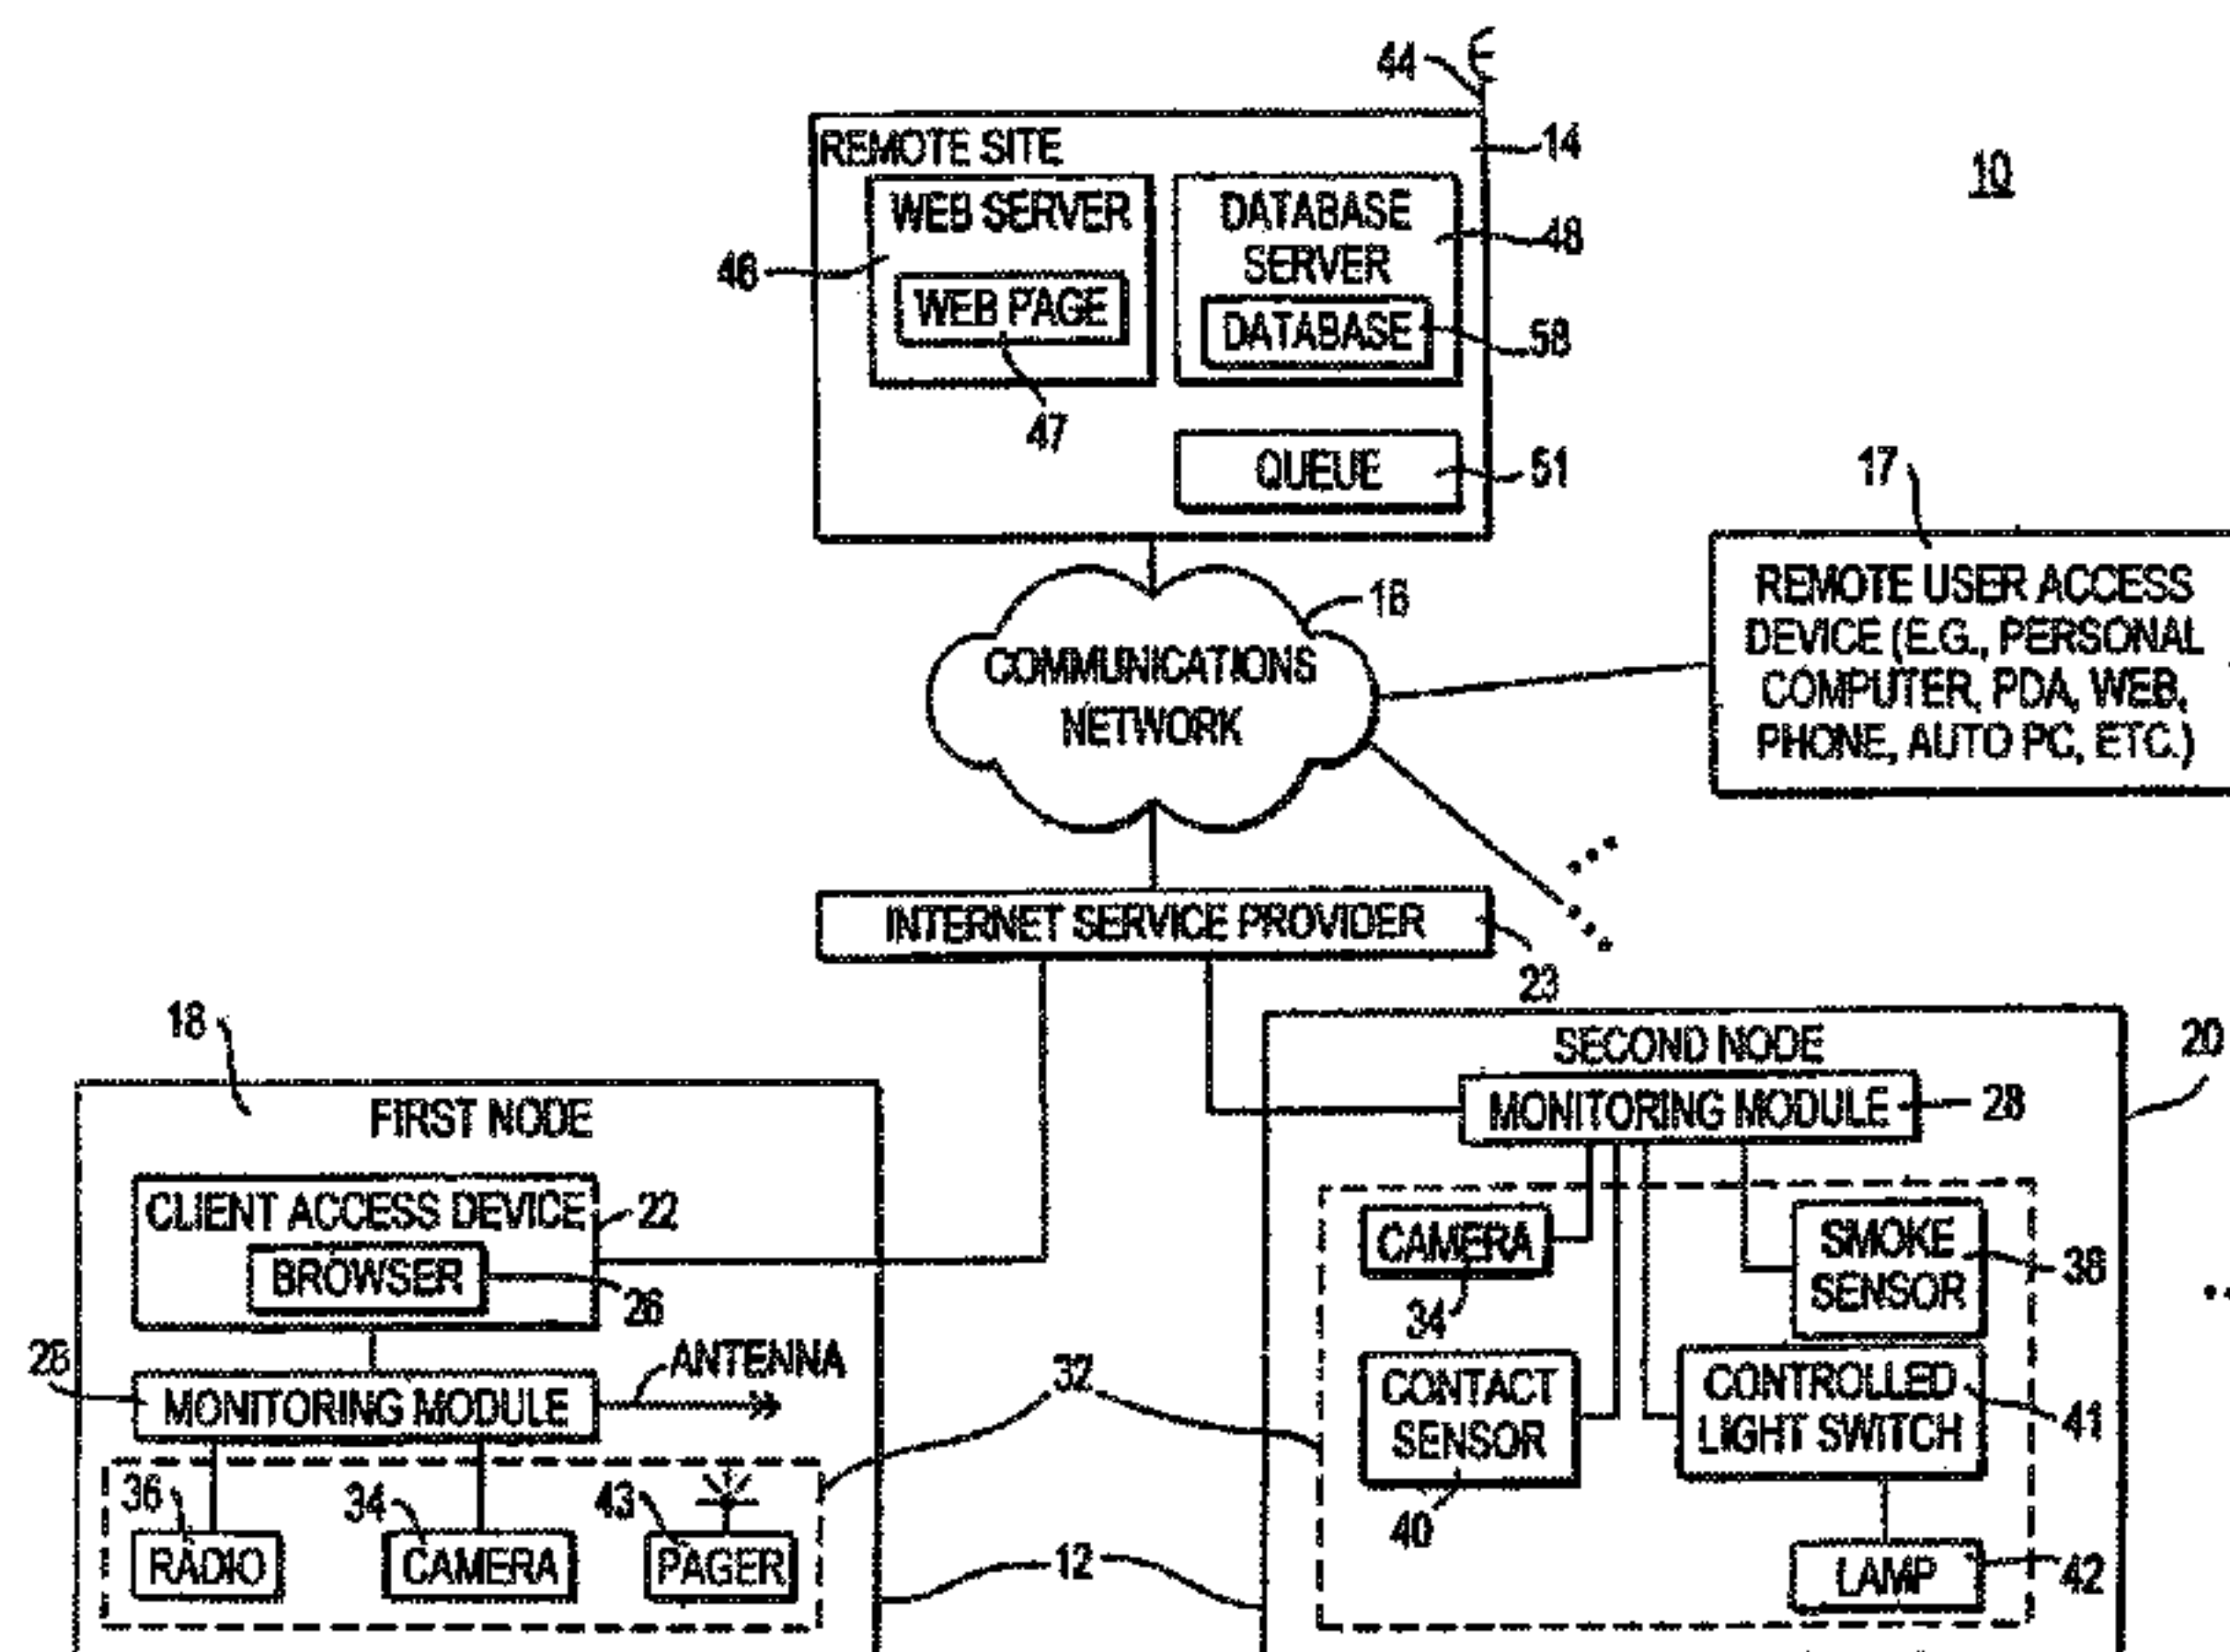 44
REMOTE SITE
14
10
WEB SERVER
DATABASE
SERVER
48
46
WEB PAGE
DATABASE
58
47
QUEUE
51
17
REMOTE USER ACCESS
DEVICE (E.G., PERSONAL
COMPUTER, PDA, WEB,
PHONE, AUTO PC, ETC.)
16
COMMUNICATIONS
NETWORK
INTERNET SERVICE PROVIDER
23
18
FIRST NODE
CLIENT ACCESS DEVICE
22
BROWSER
26
28
ANTENNA
MONITORING MODULE
36
34
43
RADIO
CAMERA
PAGER
32
12
SECOND NODE
20
MONITORING MODULE
28
CAMERA
34
SMOKE
SENSOR
38
CONTACT
SENSOR
40
CONTROLLED
LIGHT SWITCH
41
LAMP
42